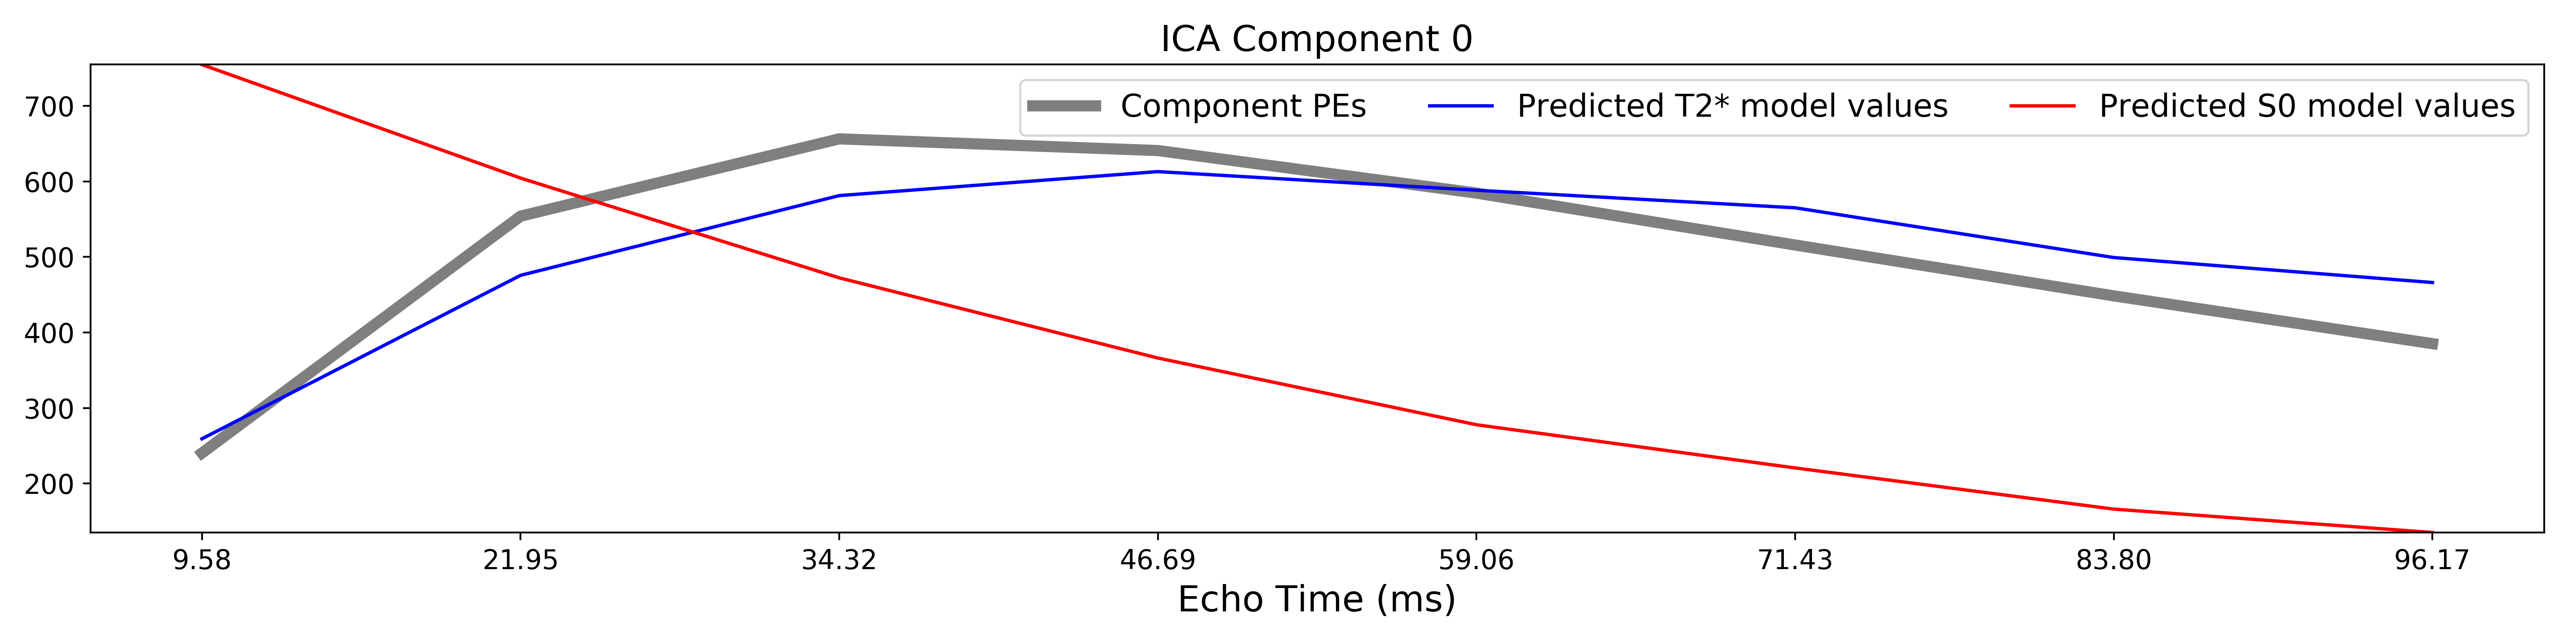 ICA Component 0
Component PEs Predicted T2* model values Predicted S0 model values
700
600
500
400
300
200
9.58 21.95 34.32 46.69 59.06 71.43 83.80 96.17
Echo Time (ms)